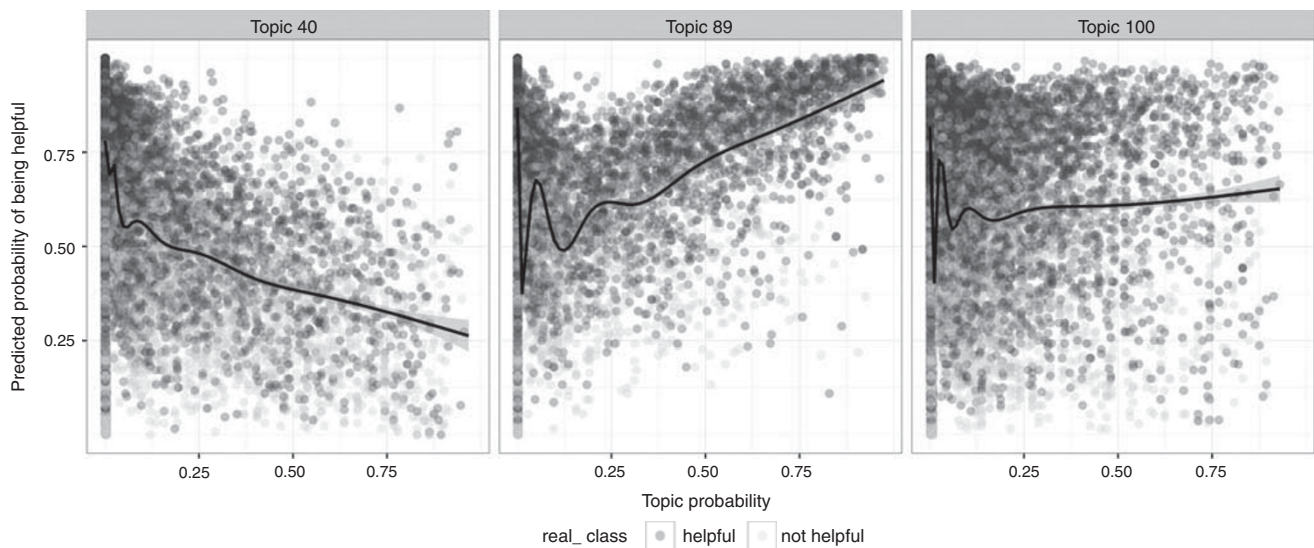 Topic 40
Topic 89
Topic 100
Predicted probability of being helpful
0.75
0.50
0.25
0.25 0.50 0.75
0.25 0.50 0.75
0.25 0.50 0.75
Topic probability
real_ class helpful not helpful